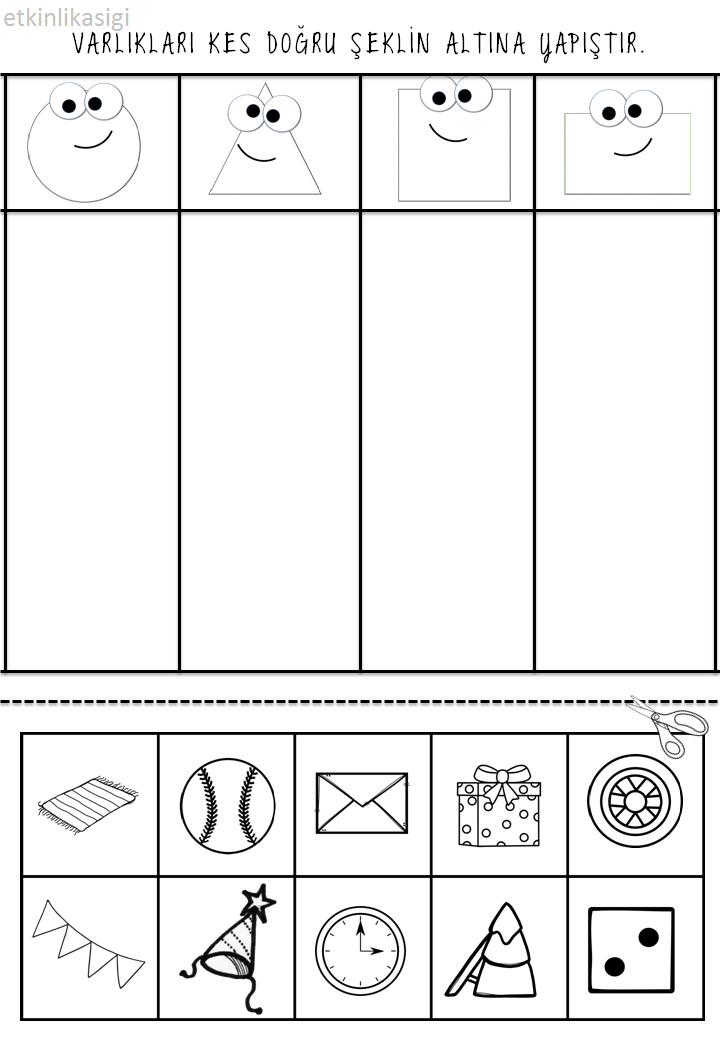 etkinlikasigi
VARLIKLARI KES DOĞRU ŞEKLİN ALTINA YAPIŞTIR.